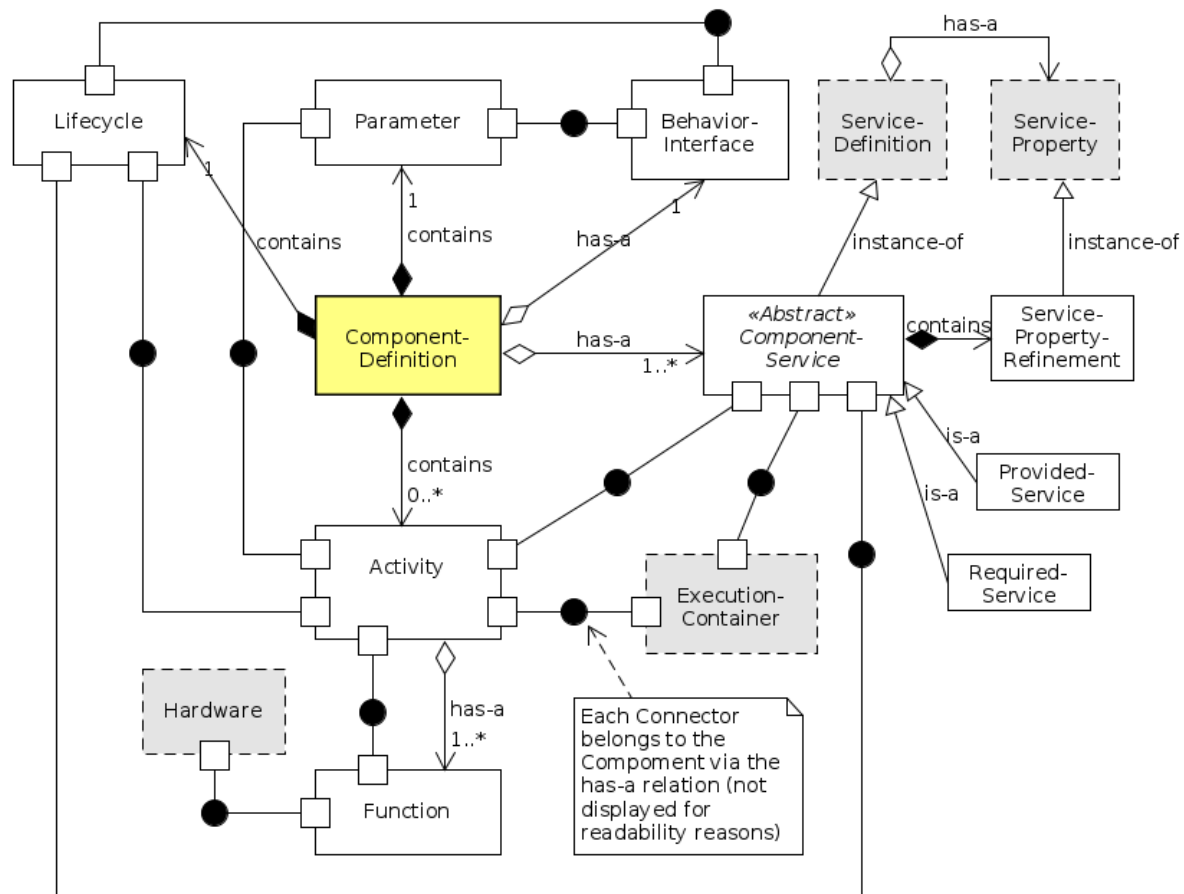 has-a
Lifecycle
Parameter
Behavior-
Interface
Service-
Definition
Service-
Property
1
1
1
contains
contains
has-a
instance-of
instance-of
Component-
Definition
has-a
1..*
«Abstract»
Component-
Service
contains
Service-
Property-
Refinement
contains
0..*
is-a
Provided-
Service
is-a
Activity
Execution-
Container
Required-
Service
Hardware
has-a
1..*
Each Connector
belongs to the
Compoment via the
has-a relation (not
displayed for
readability reasons)
Function